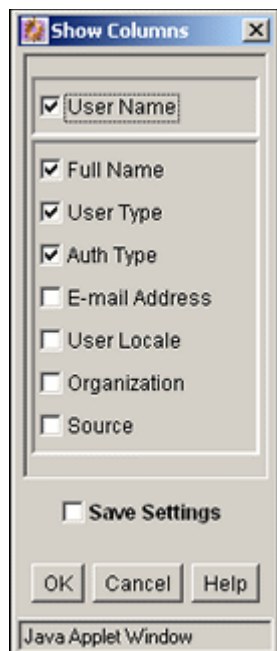 Show Columns
User Name
Full Name
User Type
Auth Type
E-mail Address
User Locale
Organization
Source
Save Settings
OK Cancel Help
Java Applet Window